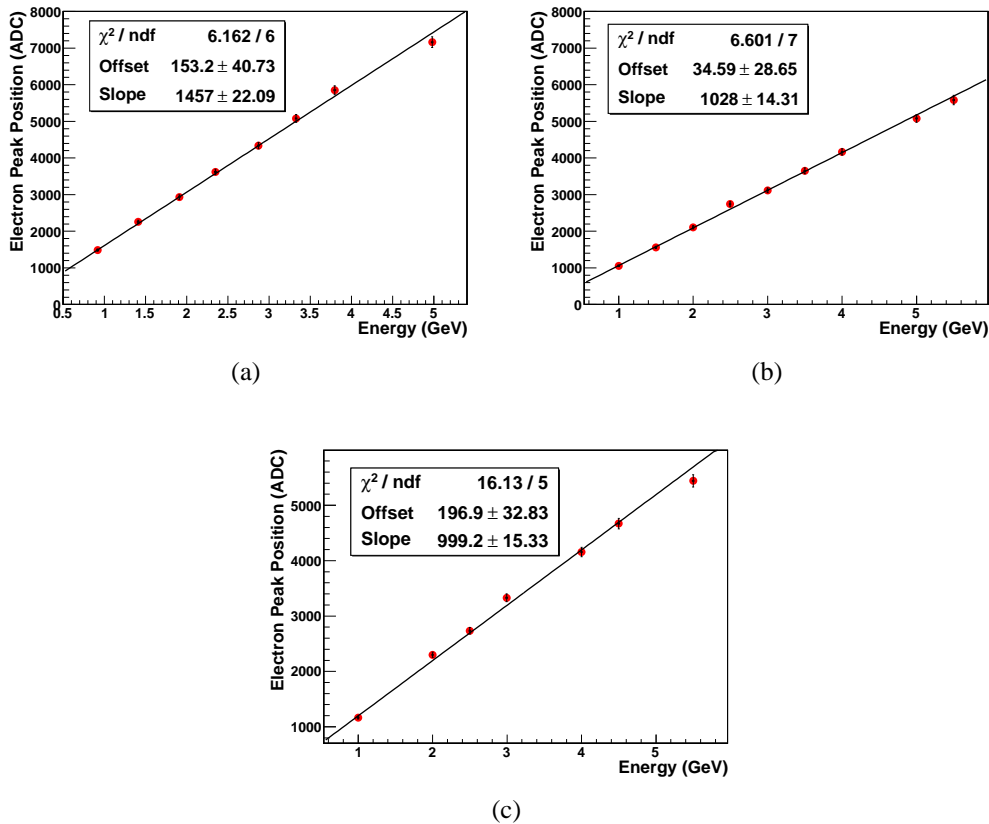 Electron Peak Position (ADC)
8000
7000
6000
5000
4000
3000
2000
1000
0
χ² / ndf 6.162 / 6
Offset 153.2 ± 40.73
Slope 1457 ± 22.09
0.5 1 1.5 2 2.5 3 3.5 4 4.5 5
Energy (GeV)
(a)
Electron Peak Position (ADC)
8000
7000
6000
5000
4000
3000
2000
1000
0
χ² / ndf 6.601 / 7
Offset 34.59 ± 28.65
Slope 1028 ± 14.31
1 2 3 4 5
Energy (GeV)
(b)
Electron Peak Position (ADC)
5000
4000
3000
2000
1000
χ² / ndf 16.13 / 5
Offset 196.9 ± 32.83
Slope 999.2 ± 15.33
1 2 3 4 5
Energy (GeV)
(c)